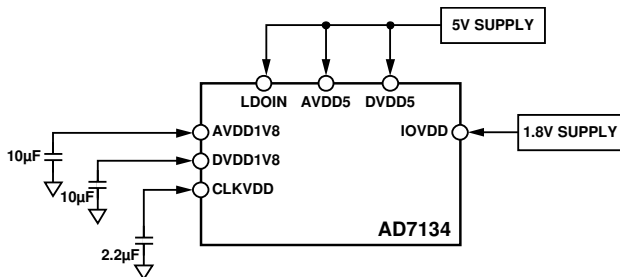 5V SUPPLY
LDOIN AVDD5 DVDD5
AVDD1V8
IOVDD
1.8V SUPPLY
10µF
DVDD1V8
10µF
CLKVDD
AD7134
2.2µF